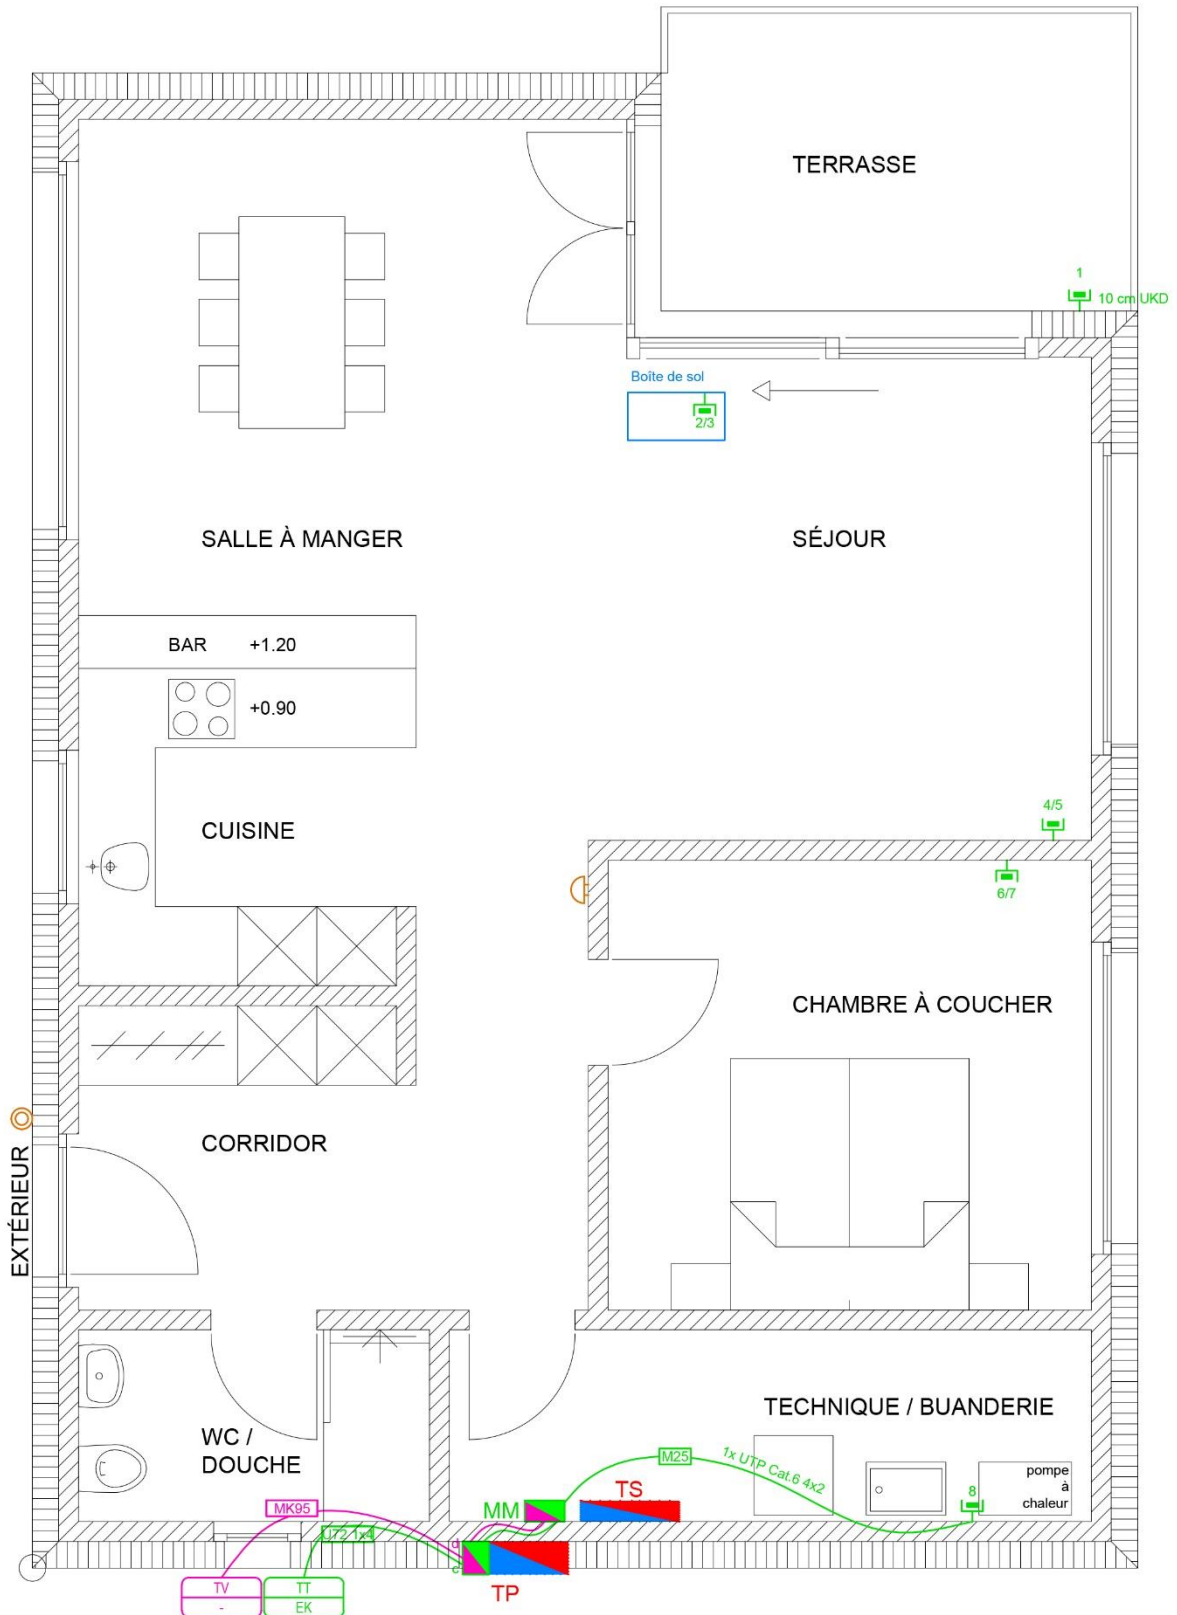 TERRASSE
1
10 cm UKD
Boîte de sol
2/3
SALLE À MANGER
SÉJOUR
BAR +1.20
+0.90
4/5
CUISINE
6/7
CHAMBRE À COUCHER
CORRIDOR
EXTÉRIEUR
TECHNIQUE / BUANDERIE
WC /
DOUCHE
M25
1x UTP Cat.6 4x2
pompe
à
chaleur
8
TS
MM
MK95
U72 1x4
d
c
TP
TV
-
TT
EK